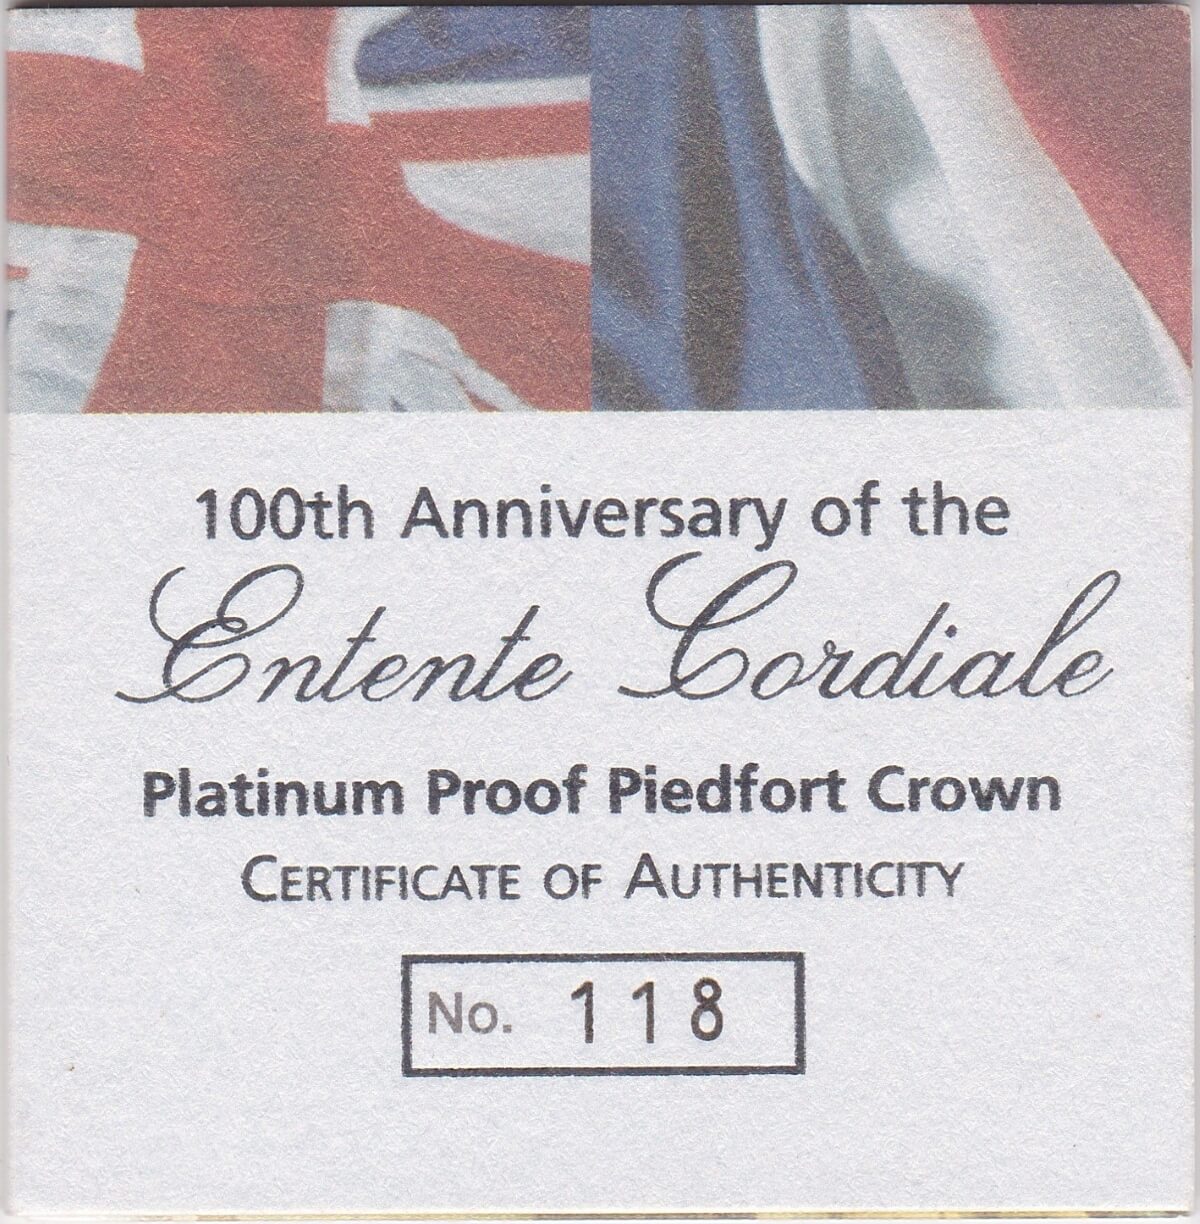 100th Anniversary of the
Entente Cordiale
Platinum Proof Piedfort Crown
CERTIFICATE OF AUTHENTICITY
No. 118